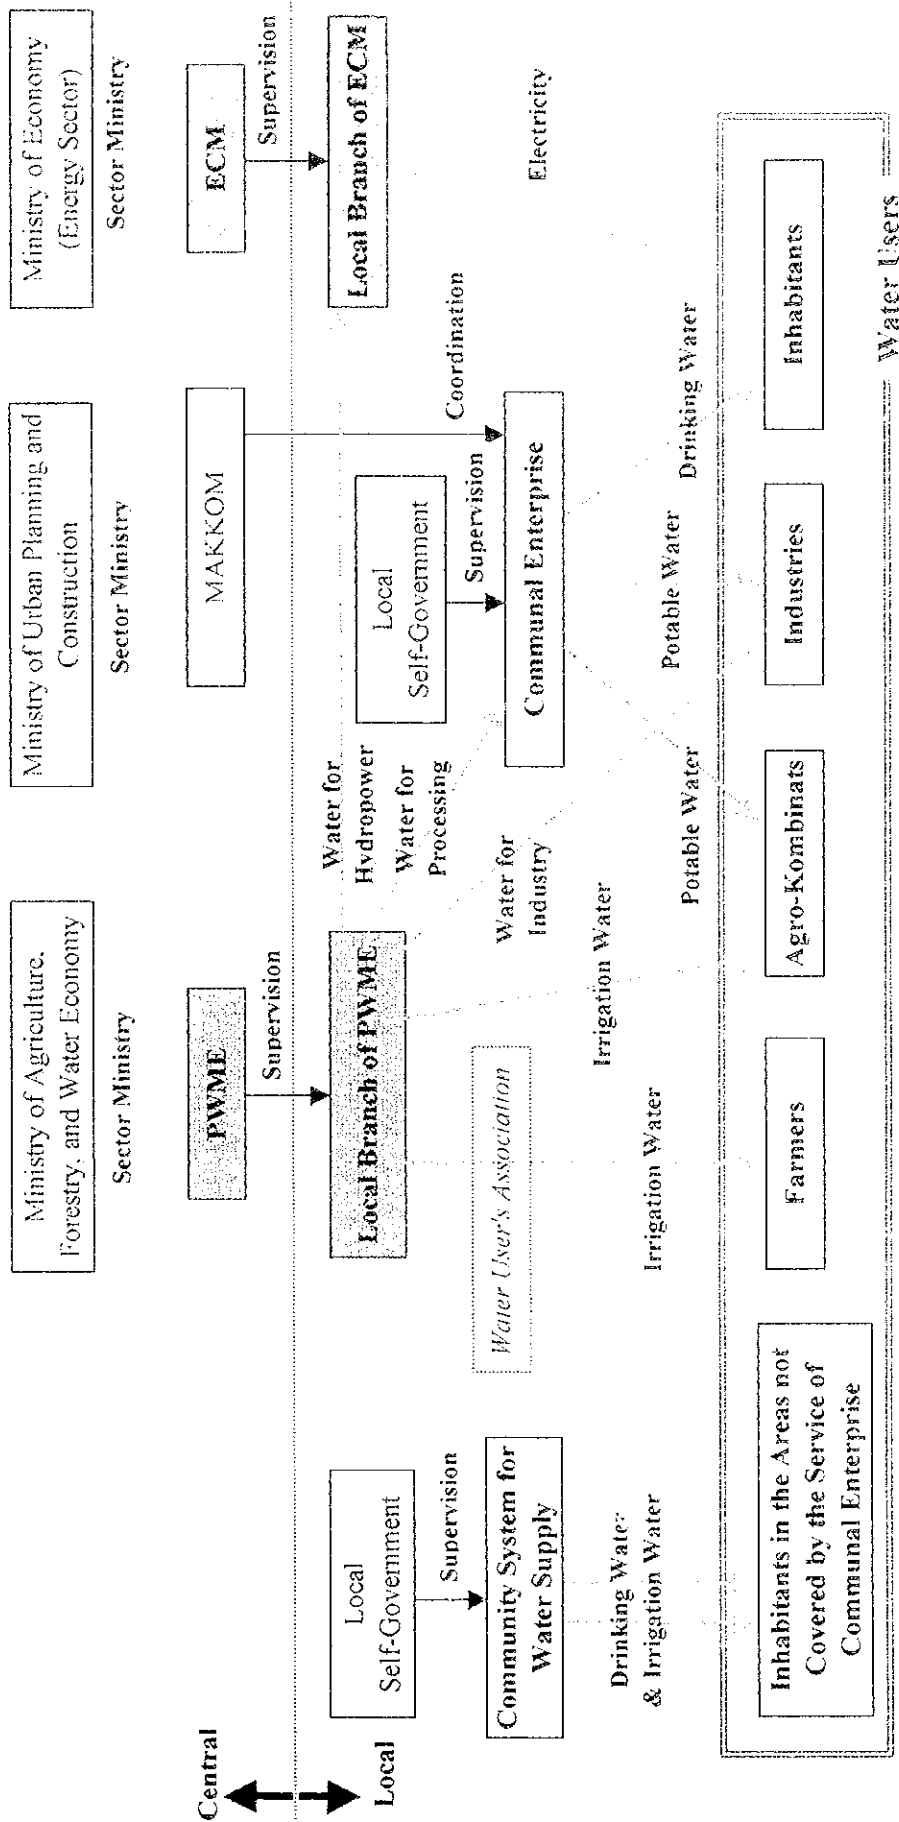 Ministry of Agriculture,
Forestry, and Water Economy
Sector Ministry
Ministry of Urban Planning and
Construction
Sector Ministry
Ministry of Economy
(Energy Sector)
Sector Ministry
Central
PWME
MAKKOM
ECM
Supervision
Supervision
Local
Local
Self-Government
Local Branch of PWME
Water for
Hydropower
Water for
Processing
Local
Self-Government
Local Branch of ECM
Supervision
Supervision
Coordination
Community System for
Water Supply
Water User's Association
Water for
Industry
Communal Enterprise
Electricity
Drinking Water
& Irrigation Water
Irrigation Water
Irrigation Water
Potable Water
Potable Water
Drinking Water
Inhabitants in the Areas not
Covered by the Service of
Communal Enterprise
Farmers
Agro-Kombinats
Industries
Inhabitants
Water Users